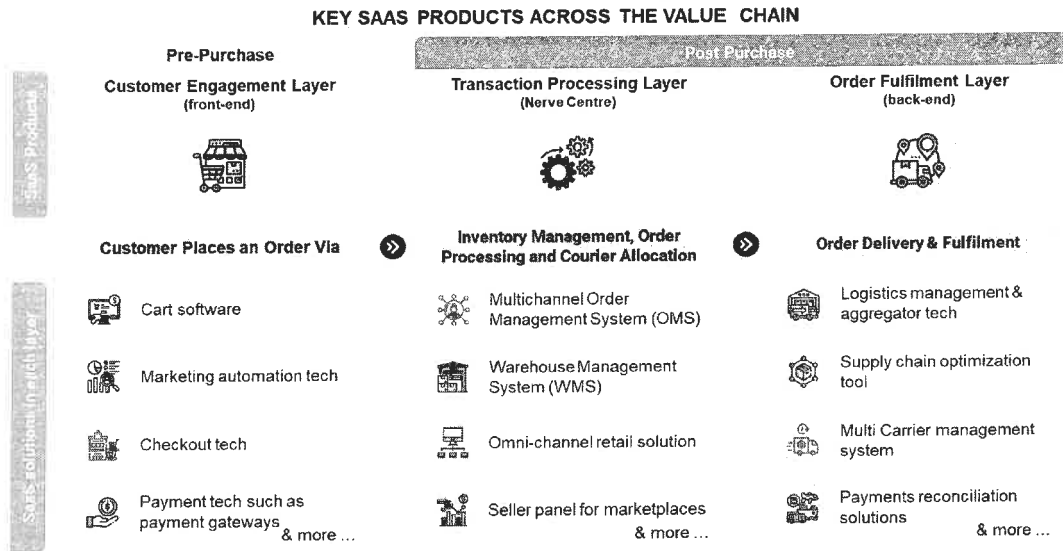 KEY SAAS PRODUCTS ACROSS THE VALUE CHAIN
Pre-Purchase
Post Purchase
SaaS Products
Customer Engagement Layer
(front-end)
Transaction Processing Layer
(Nerve Centre)
Order Fulfilment Layer
(back-end)
Customer Places an Order Via
Inventory Management, Order
Processing and Courier Allocation
Order Delivery & Fulfilment
SaaS solutions in each layer
Cart software
Marketing automation tech
Checkout tech
Payment tech such as
payment gateways
& more ...
Multichannel Order
Management System (OMS)
Warehouse Management
System (WMS)
Omni-channel retail solution
Seller panel for marketplaces
& more ...
Logistics management &
aggregator tech
Supply chain optimization
tool
Multi Carrier management
system
Payments reconciliation
solutions
& more ...